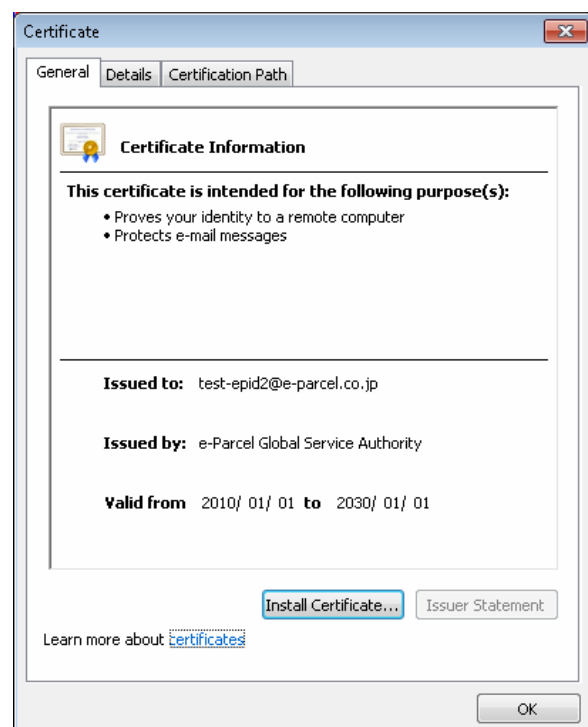 Certificate
General Details Certification Path
Certificate Information
This certificate is intended for the following purpose(s):
• Proves your identity to a remote computer
• Protects e-mail messages
Issued to: test-epid2@e-parcel.co.jp
Issued by: e-Parcel Global Service Authority
Valid from 2010/ 01/ 01 to 2030/ 01/ 01
Install Certificate... Issuer Statement
Learn more about certificates
OK